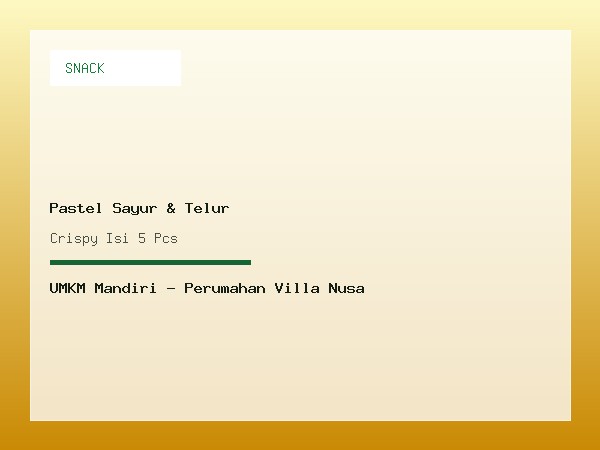 SNACK
Pastel Sayur & Telur
Crispy Isi 5 Pcs
UMKM Mandiri - Perumahan Villa Nusa